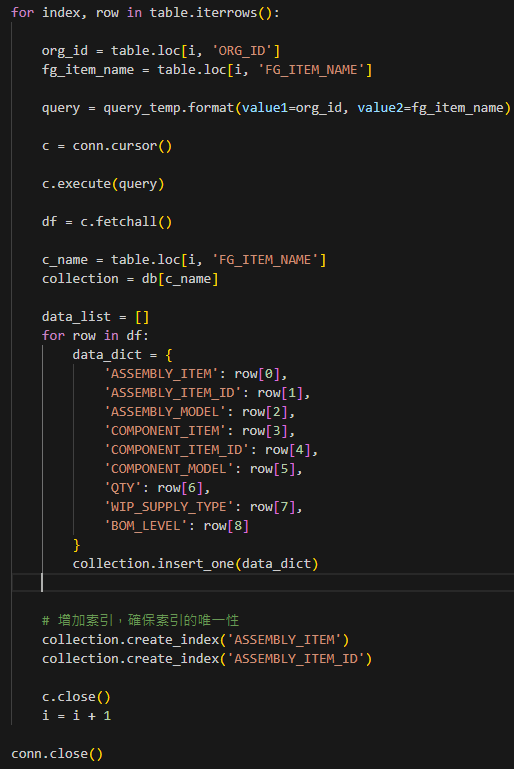 for index, row in table.iterrows():
org_id = table.loc[i, 'ORG_ID']
fg_item_name = table.loc[i, 'FG_ITEM_NAME']
query = query_temp.format(value1=org_id, value2=fg_item_name)
c = conn.cursor()
c.execute(query)
df = c.fetchall()
c_name = table.loc[i, 'FG_ITEM_NAME']
collection = db[c_name]
data_list = []
for row in df:
data_dict = {
'ASSEMBLY_ITEM': row[0],
'ASSEMBLY_ITEM_ID': row[1],
'ASSEMBLY_MODEL': row[2],
'COMPONENT_ITEM': row[3],
'COMPONENT_ITEM_ID': row[4],
'COMPONENT_MODEL': row[5],
'QTY': row[6],
'WIP_SUPPLY_TYPE': row[7],
'BOM_LEVEL': row[8]
}
collection.insert_one(data_dict)
# 增加索引，確保索引的唯一性
collection.create_index('ASSEMBLY_ITEM')
collection.create_index('ASSEMBLY_ITEM_ID')
c.close()
i = i + 1
conn.close()